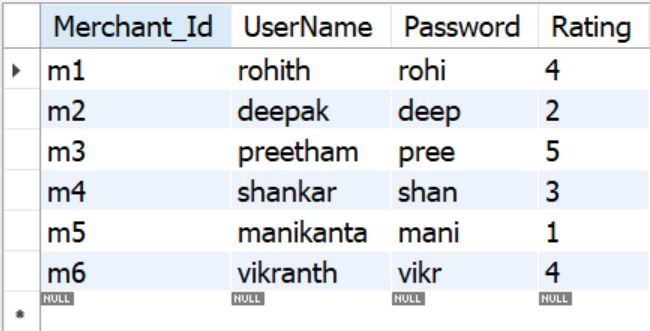 Merchant_Id UserName Password Rating
m1 rohith rohi 4
m2 deepak deep 2
m3 preetham pree 5
m4 shankar shan 3
m5 manikanta mani 1
m6 vikranth vikr 4
NULL NULL NULL NULL